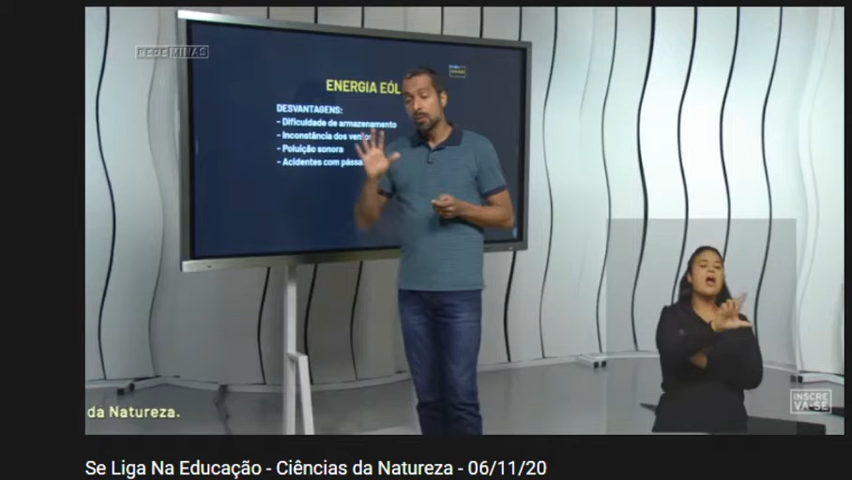 REDE MINAS
ENERGIA EÓL
DESVANTAGENS:
- Dificuldade de armazenamento
- Inconstância dos ventos
- Poluição sonora
- Acidentes com pássa
INSCRE
VA-SE
da Natureza.
Se Liga Na Educação - Ciências da Natureza - 06/11/20